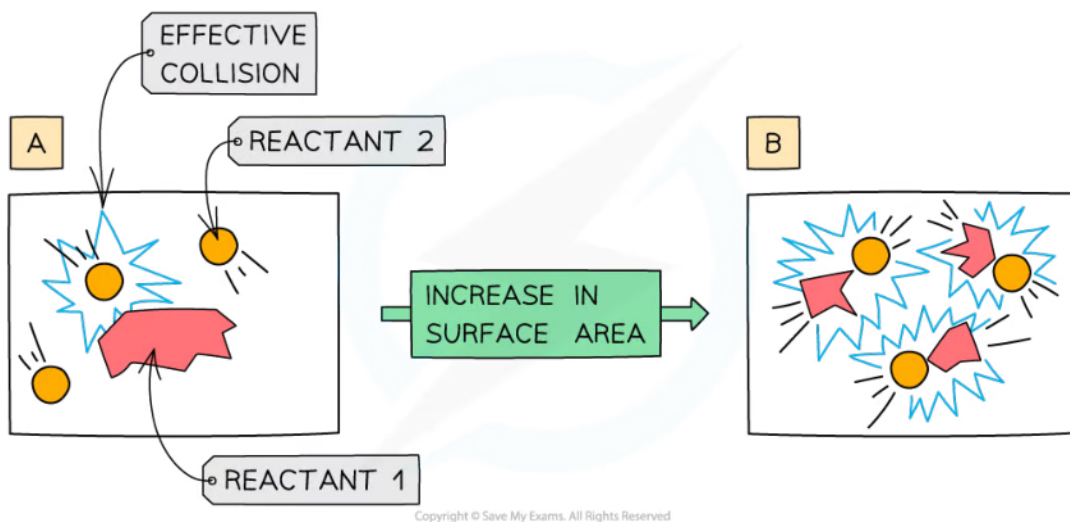 EFFECTIVE
COLLISION
A
REACTANT 2
B
INCREASE IN
SURFACE AREA
REACTANT 1
Copyright © Save My Exams. All Rights Reserved